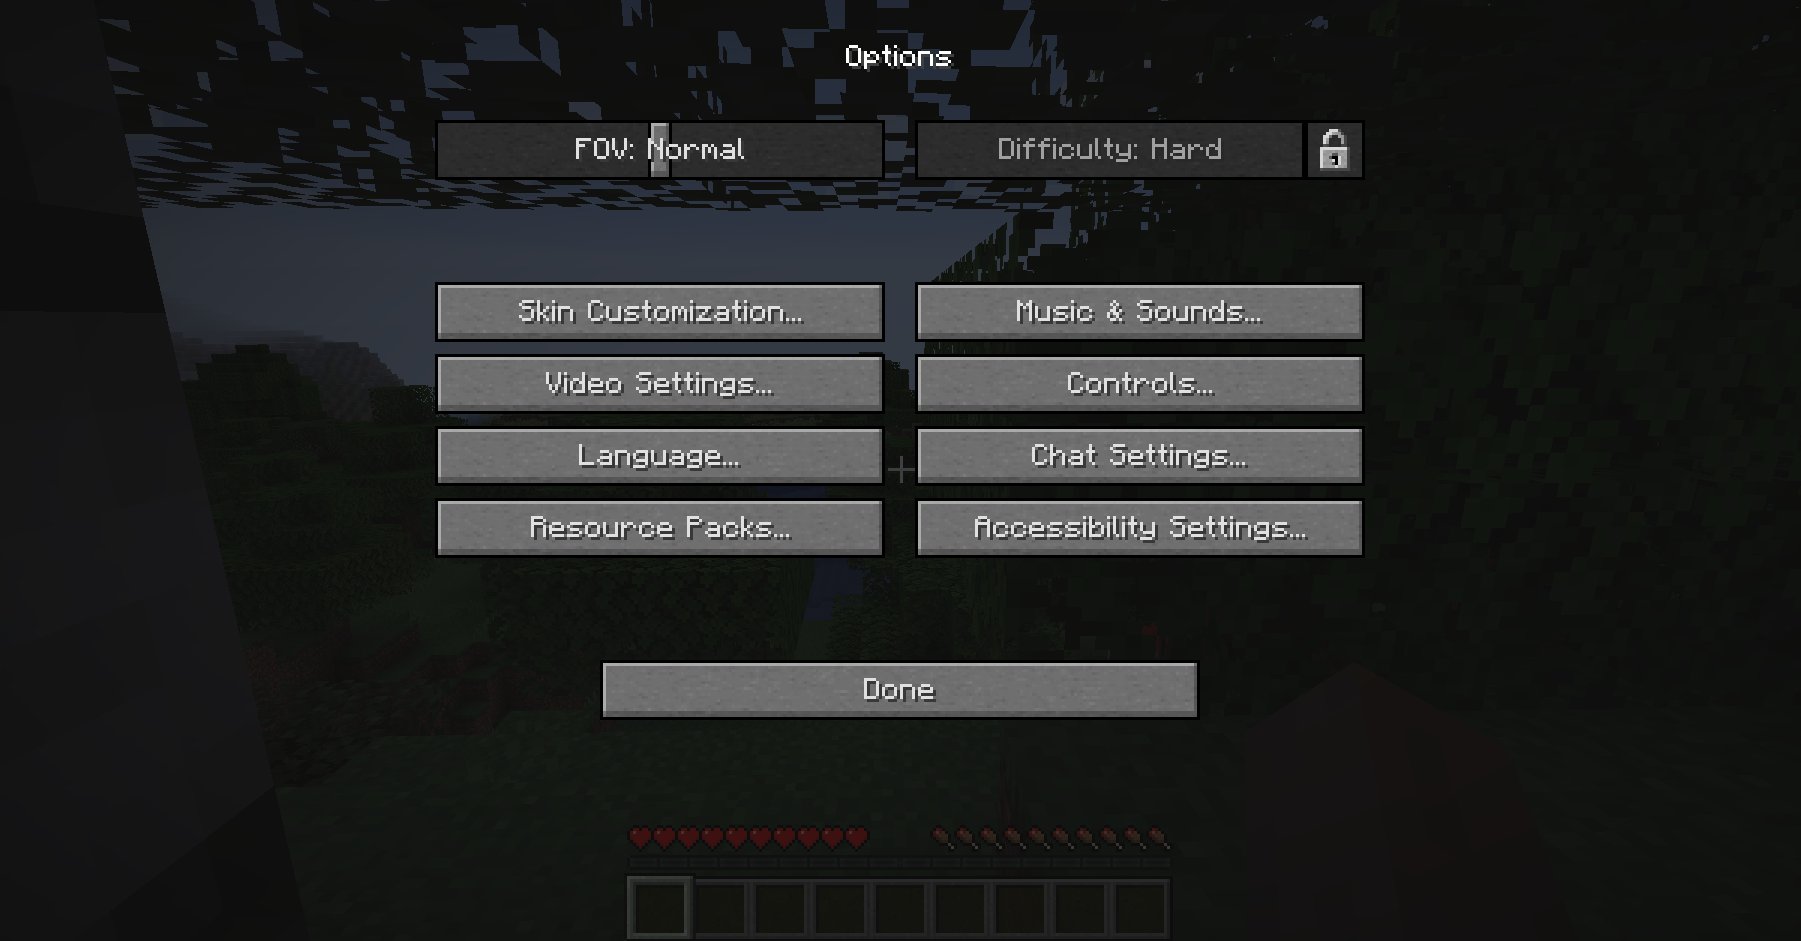 Options
FOV: Normal
Difficulty: Hard
Skin Customization...
Music & Sounds...
Video Settings...
Controls...
Language...
Chat Settings...
Resource Packs...
Accessibility Settings...
Done